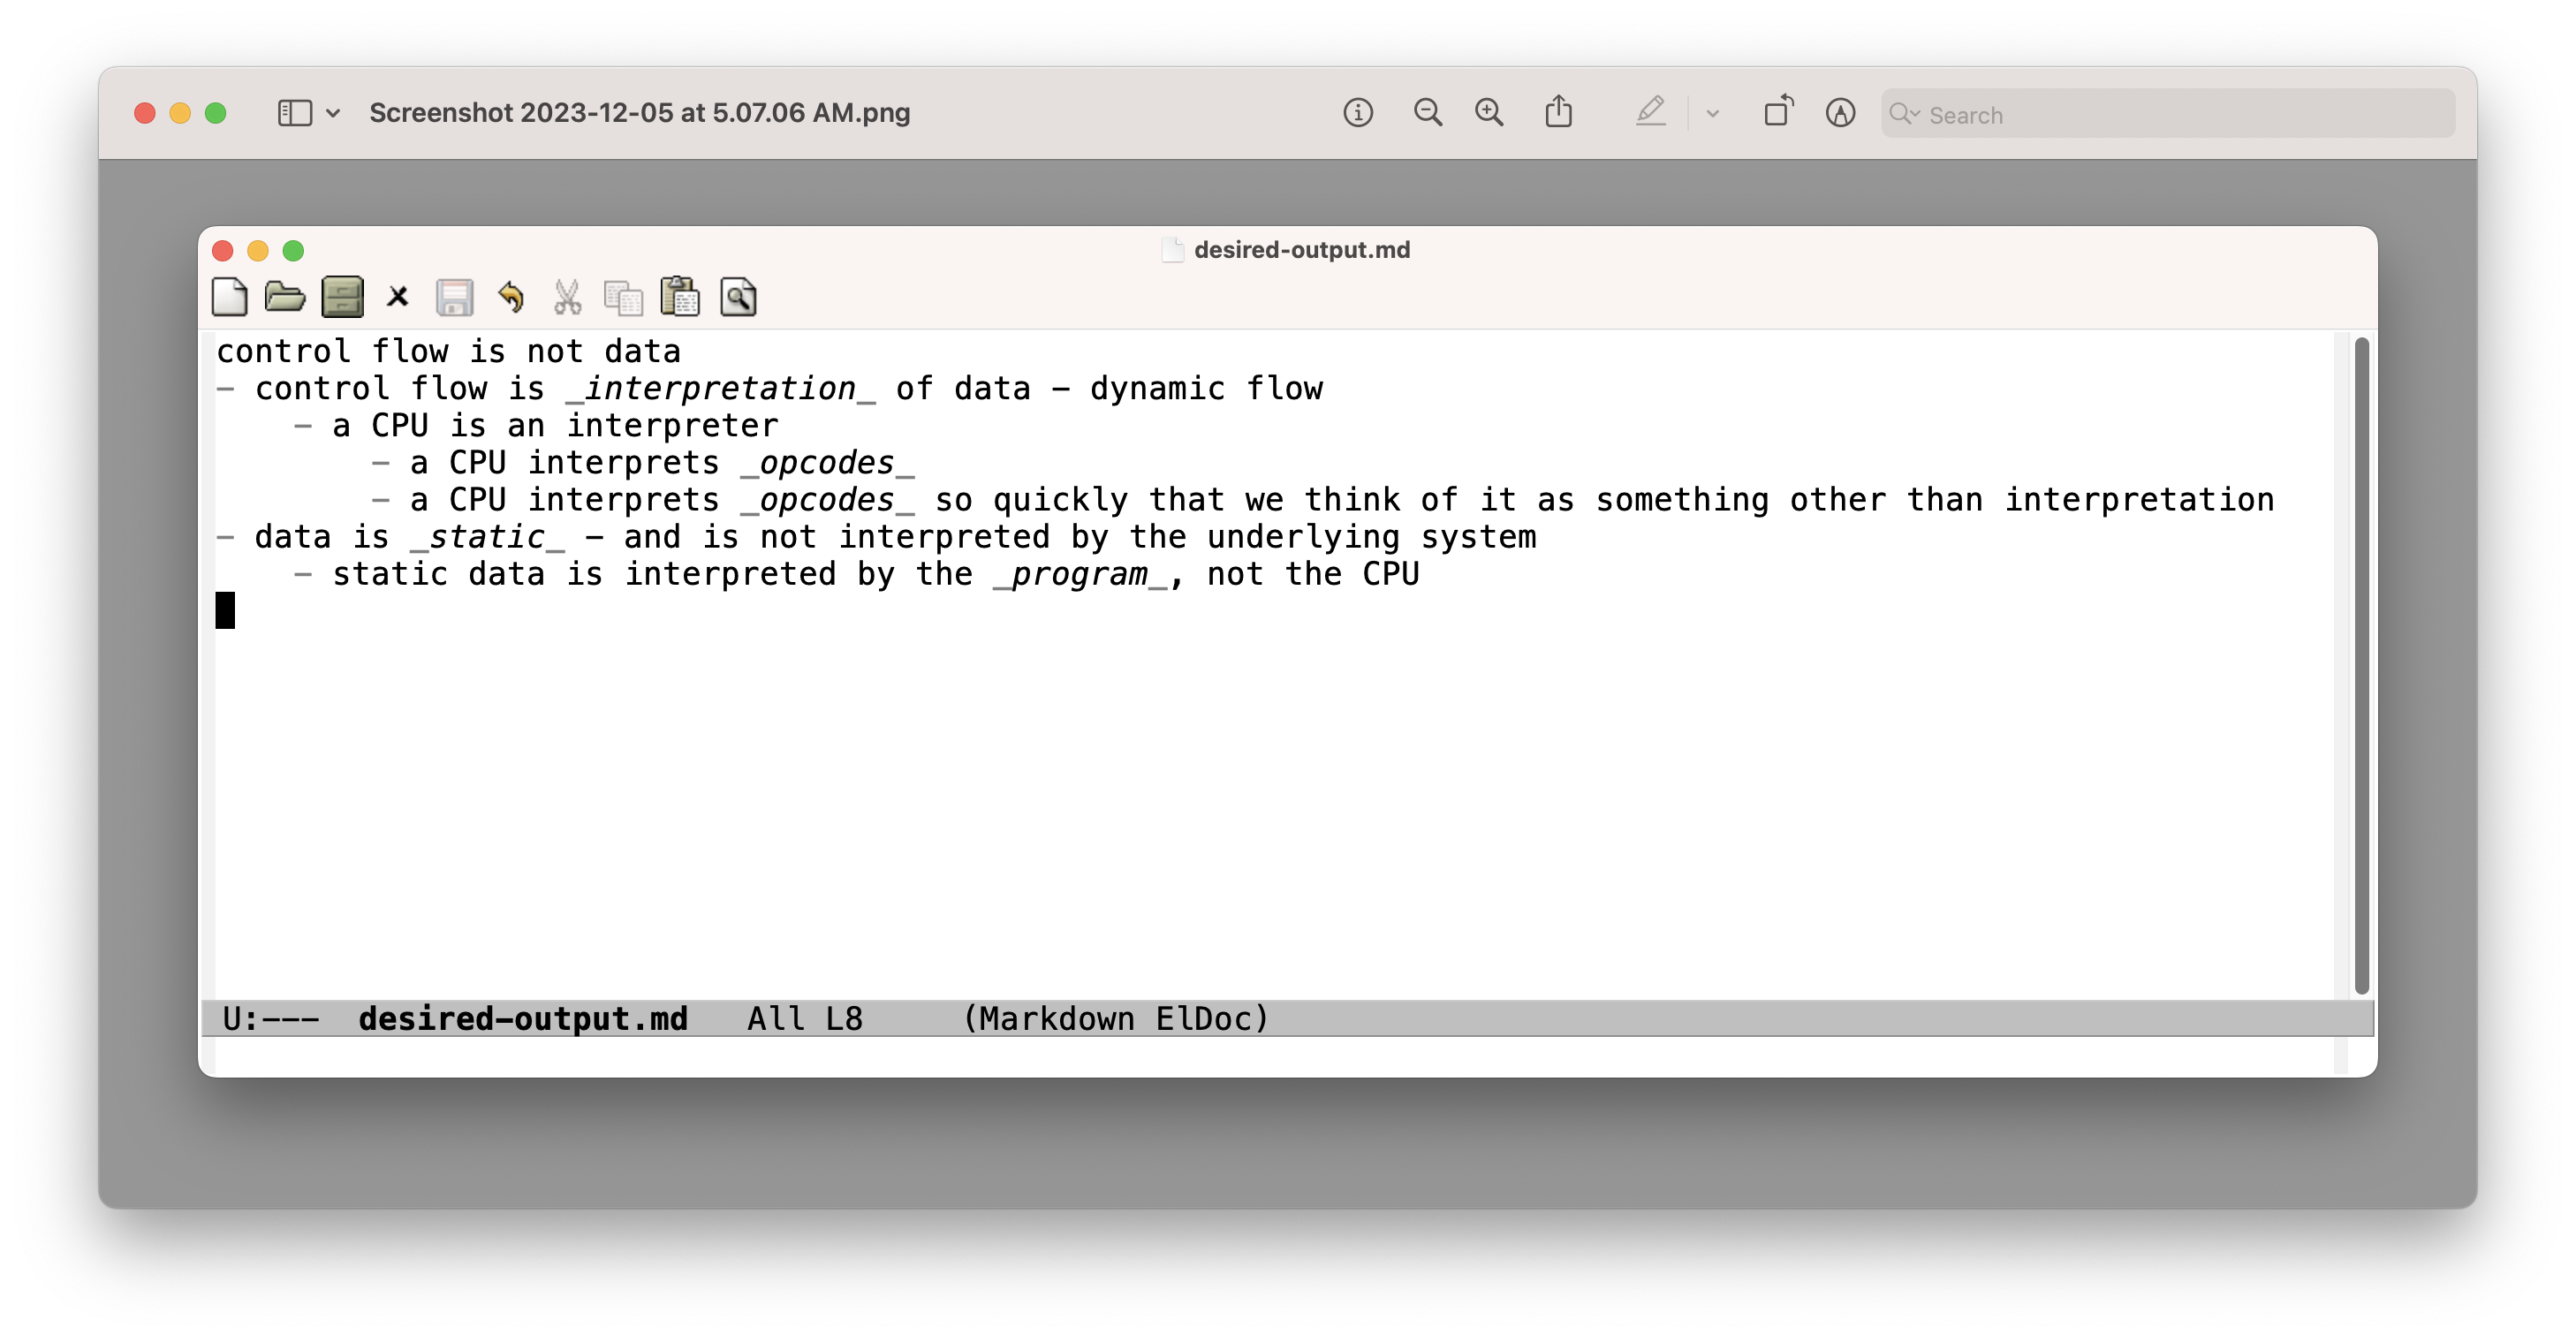 Screenshot 2023-12-05 at 5.07.06 AM.png
Search
desired-output.md
control flow is not data
- control flow is _interpretation_ of data - dynamic flow
    - a CPU is an interpreter
        - a CPU interprets _opcodes_
        - a CPU interprets _opcodes_ so quickly that we think of it as something other than interpretation
- data is _static_ - and is not interpreted by the underlying system
    - static data is interpreted by the _program_, not the CPU
U:--- desired-output.md All L8 (Markdown ElDoc)